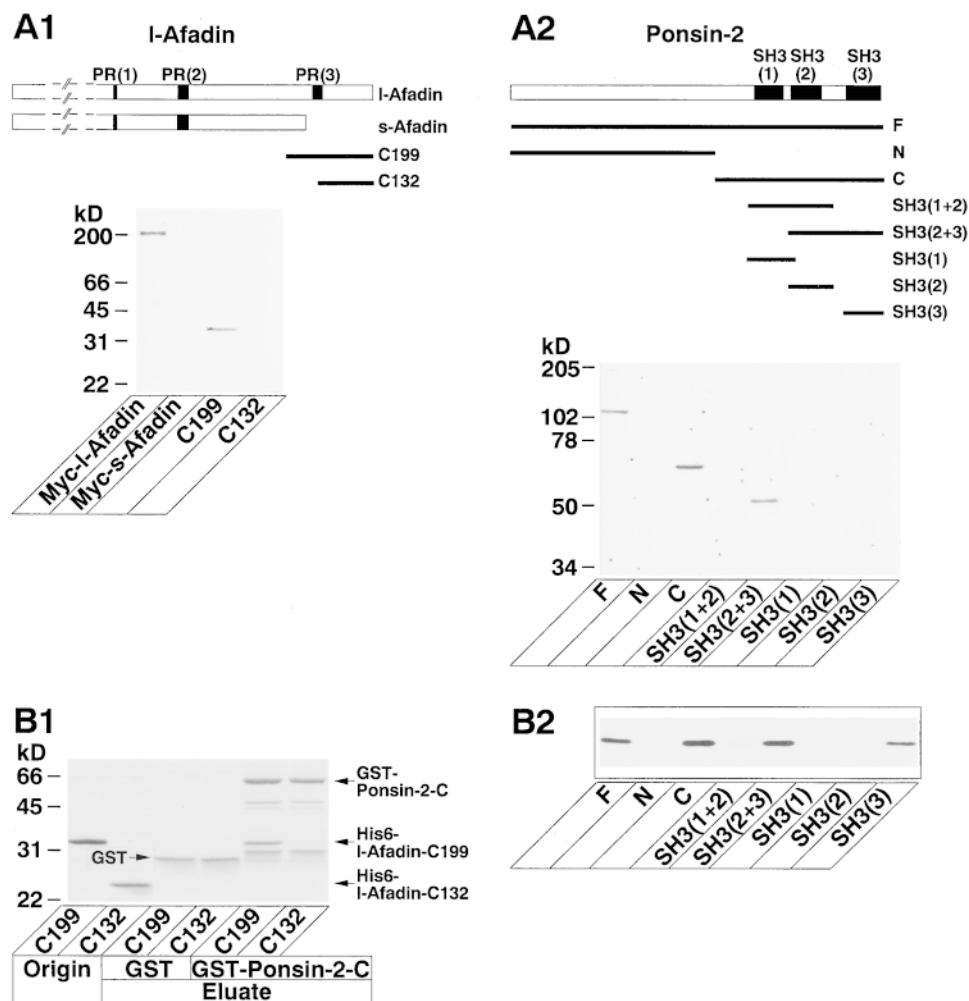 A1
l-Afadin
PR(1) PR(2) PR(3)
l-Afadin
s-Afadin
C199
C132
kD
200
66
45
31
22
Myc-l-Afadin
Myc-s-Afadin
C199
C132
A2
Ponsin-2
SH3 SH3 SH3
(1) (2) (3)
F
N
C
SH3(1+2)
SH3(2+3)
SH3(1)
SH3(2)
SH3(3)
kD
205
102
78
50
34
F
N
C
SH3(1+2)
SH3(2+3)
SH3(1)
SH3(2)
SH3(3)
B1
kD
66
45
31
22
GST
GST-
Ponsin-2-C
His6-
l-Afadin-C199
His6-
l-Afadin-C132
C199
C132
C199
C132
C199
C132
Origin GST GST-Ponsin-2-C
Eluate
B2
F
N
C
SH3(1+2)
SH3(2+3)
SH3(1)
SH3(2)
SH3(3)